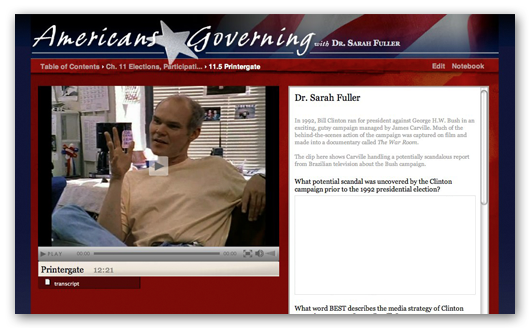 Americans Governing with DR. SARAH FULLER
Table of Contents › Ch. 11 Elections, Participati... › 11.5 Printergate
Edit Notebook
Dr. Sarah Fuller
In 1992, Bill Clinton ran for president against George H.W. Bush in an
exciting, gutsy campaign managed by James Carville. Much of the
behind-the-scenes action of the campaign was captured on film and
made into a documentary called The War Room.
The clip here shows Carville handling a potentially scandalous report
from Brazilian television about the Bush campaign.
What potential scandal was uncovered by the Clinton
campaign prior to the 1992 presidential election?
PLAY 00:00 00:00
Printergate 12:21
transcript
What word BEST describes the media strategy of Clinton